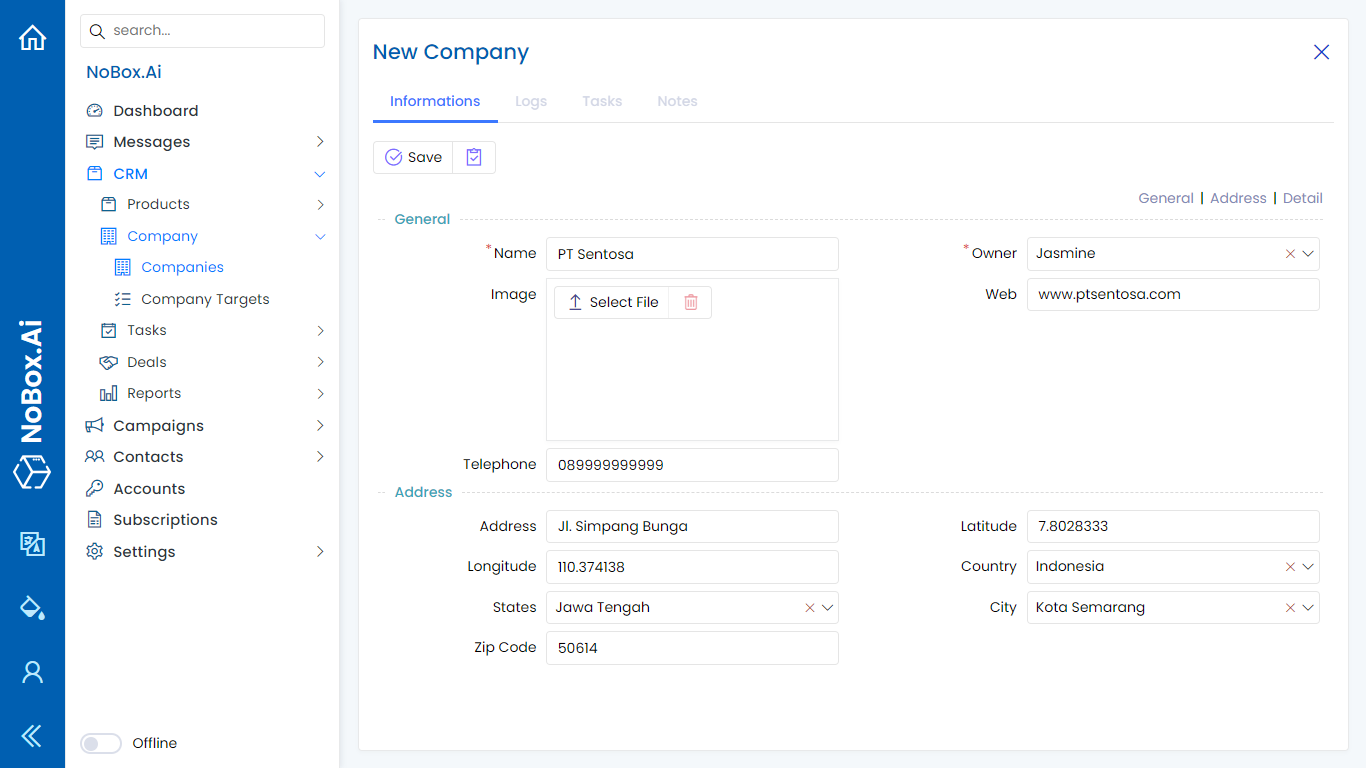 NoBox.Ai
search...
NoBox.Ai
Dashboard
Messages
CRM
Products
Company
Companies
Company Targets
Tasks
Deals
Reports
Campaigns
Contacts
Accounts
Subscriptions
Settings
Offline
New Company
Informations Logs Tasks Notes
Save
General | Address | Detail
General
*Name PT Sentosa *Owner Jasmine
Image Select File Web www.ptsentosa.com
Telephone 089999999999
Address
Address Jl. Simpang Bunga Latitude 7.8028333
Longitude 110.374138 Country Indonesia
States Jawa Tengah City Kota Semarang
Zip Code 50614